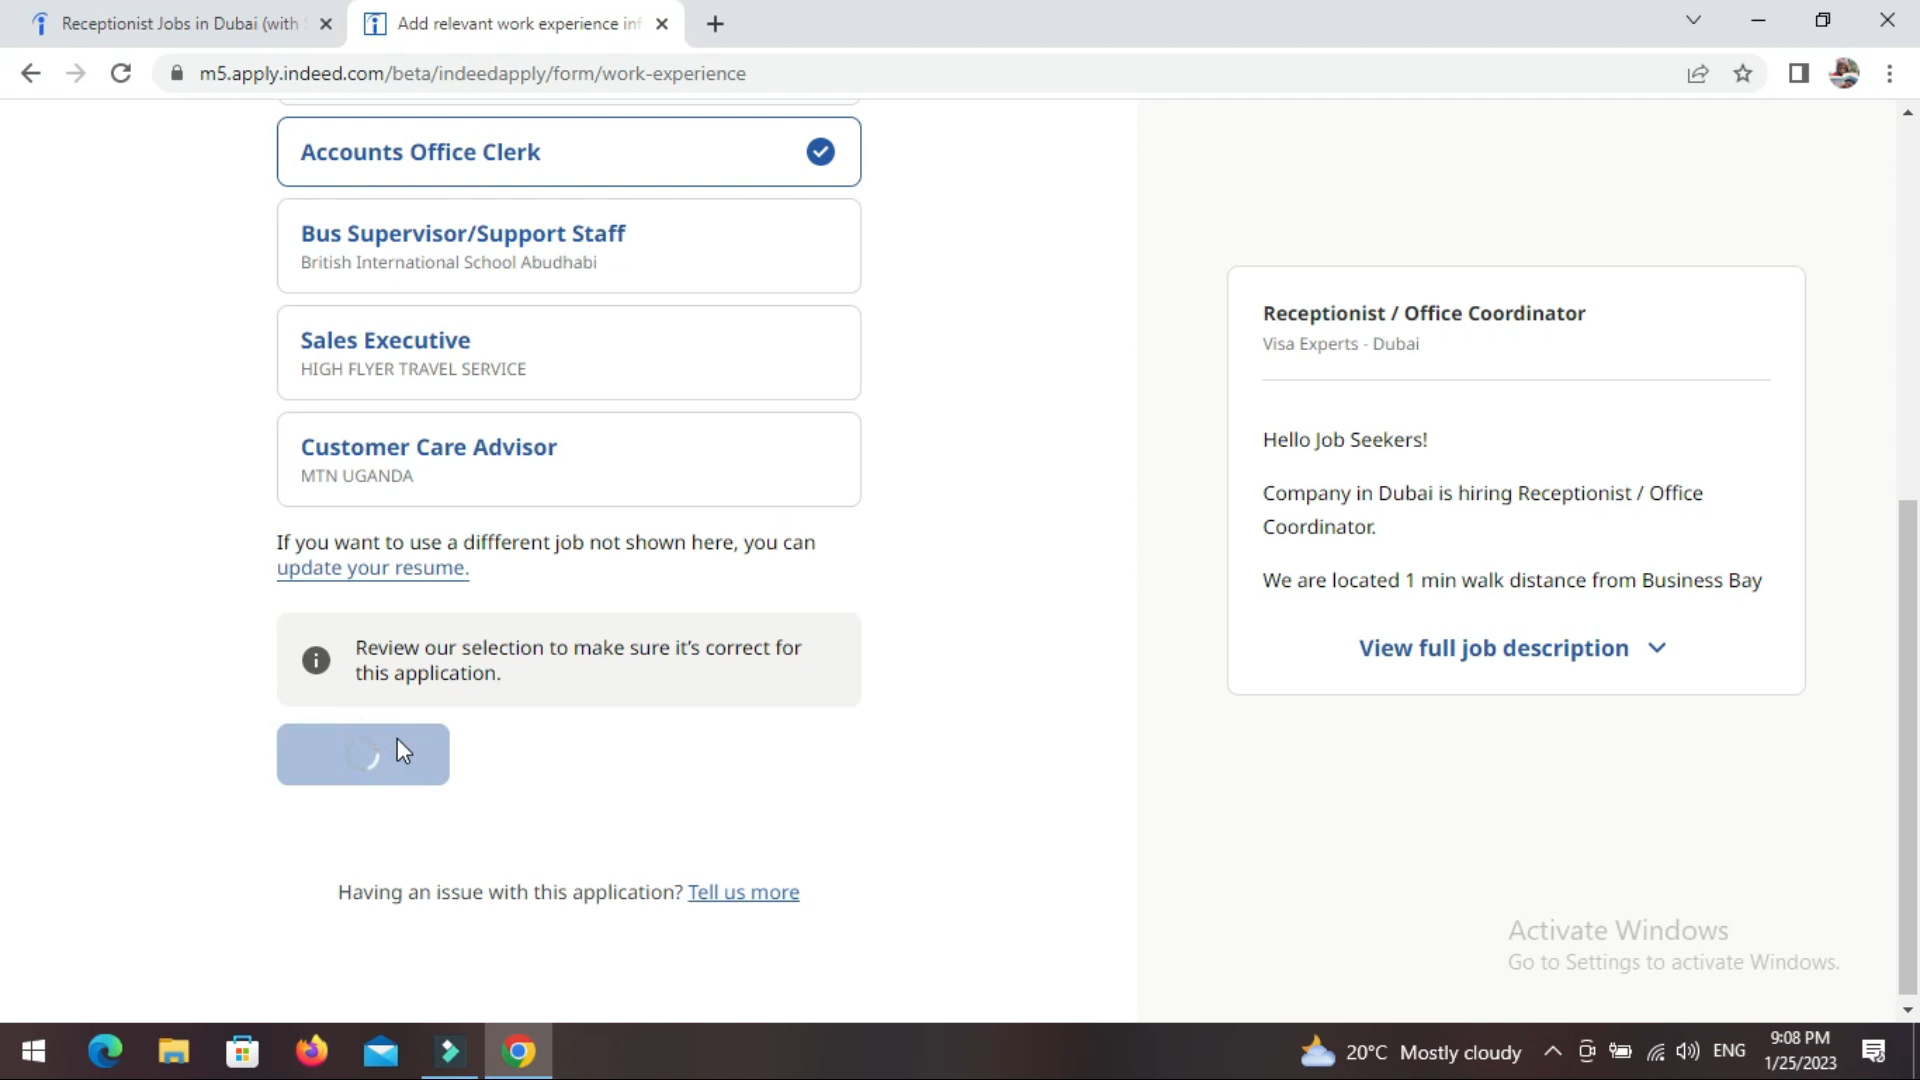 Receptionist Jobs in Dubai (with
Add relevant work experience inf
m5.apply.indeed.com/beta/indeedapply/form/work-experience
Accounts Office Clerk
Bus Supervisor/Support Staff
British International School Abudhabi
Sales Executive
HIGH FLYER TRAVEL SERVICE
Customer Care Advisor
MTN UGANDA
If you want to use a diffferent job not shown here, you can
update your resume.
Review our selection to make sure it's correct for
this application.
Having an issue with this application? Tell us more
Receptionist / Office Coordinator
Visa Experts - Dubai
Hello Job Seekers!
Company in Dubai is hiring Receptionist / Office
Coordinator.
We are located 1 min walk distance from Business Bay
View full job description
Activate Windows
Go to Settings to activate Windows.
20°C Mostly cloudy
ENG
9:08 PM
1/25/2023